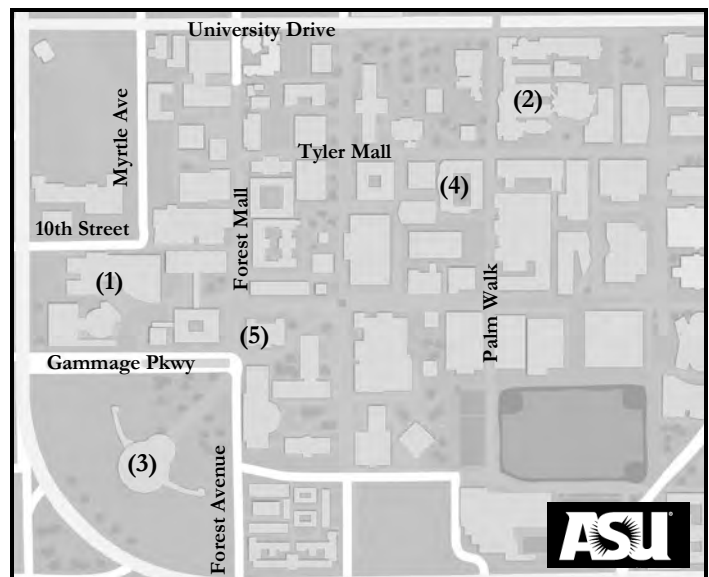 University Drive
(2)
Myrtle Ave
Tyler Mall
(4)
10th Street
Forest Mall
(1)
Palm Walk
(5)
Gammage Pkwy
(3)
Forest Avenue
ASU